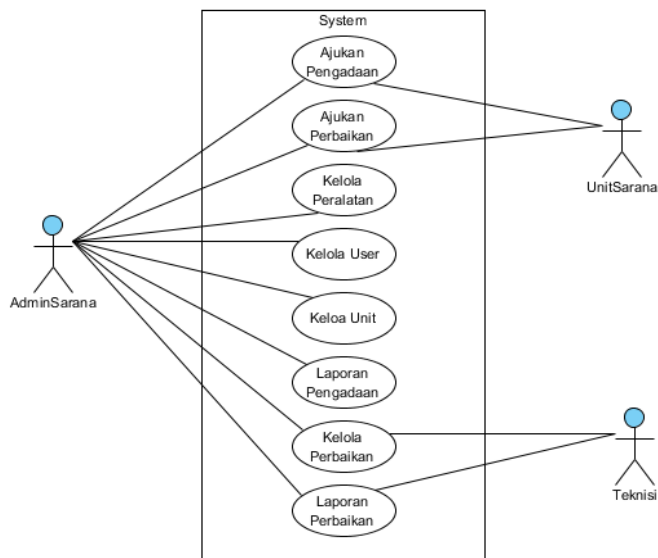 System
Ajukan
Pengadaan
Ajukan
Perbaikan
UnitSarana
Kelola
Peralatan
Kelola User
AdminSarana
Keloa Unit
Laporan
Pengadaan
Kelola
Perbaikan
Teknisi
Laporan
Perbaikan